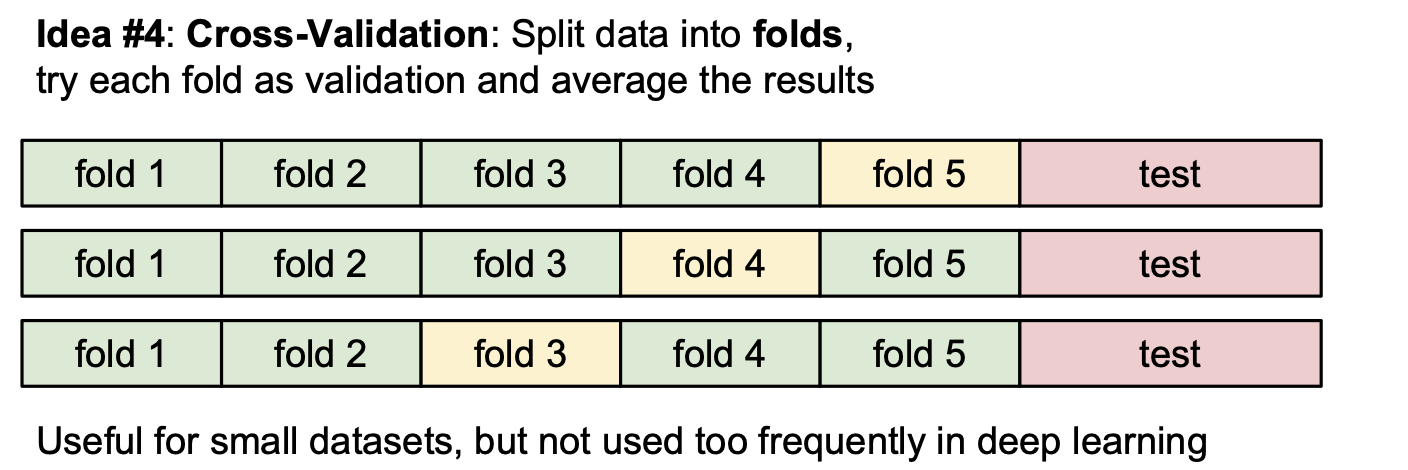 Idea #4: Cross-Validation: Split data into folds,
try each fold as validation and average the results
fold 1 fold 2 fold 3 fold 4 fold 5 test
fold 1 fold 2 fold 3 fold 4 fold 5 test
fold 1 fold 2 fold 3 fold 4 fold 5 test
Useful for small datasets, but not used too frequently in deep learning